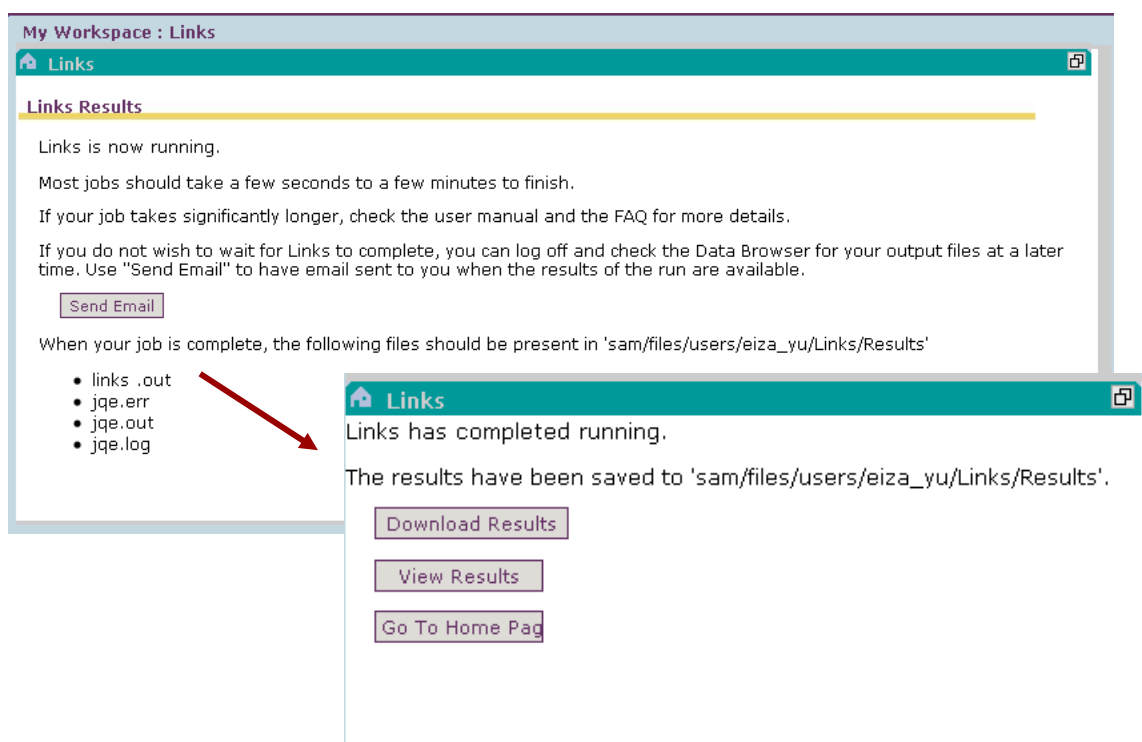 My Workspace : Links
Links
Links Results
Links is now running.
Most jobs should take a few seconds to a few minutes to finish.
If your job takes significantly longer, check the user manual and the FAQ for more details.
If you do not wish to wait for Links to complete, you can log off and check the Data Browser for your output files at a later
time. Use "Send Email" to have email sent to you when the results of the run are available.
Send Email
When your job is complete, the following files should be present in 'sam/files/users/eiza_yu/Links/Results'
• links .out
• jqe.err
• jqe.out
• jqe.log
Links
Links has completed running.
The results have been saved to 'sam/files/users/eiza_yu/Links/Results'.
Download Results
View Results
Go To Home Pag